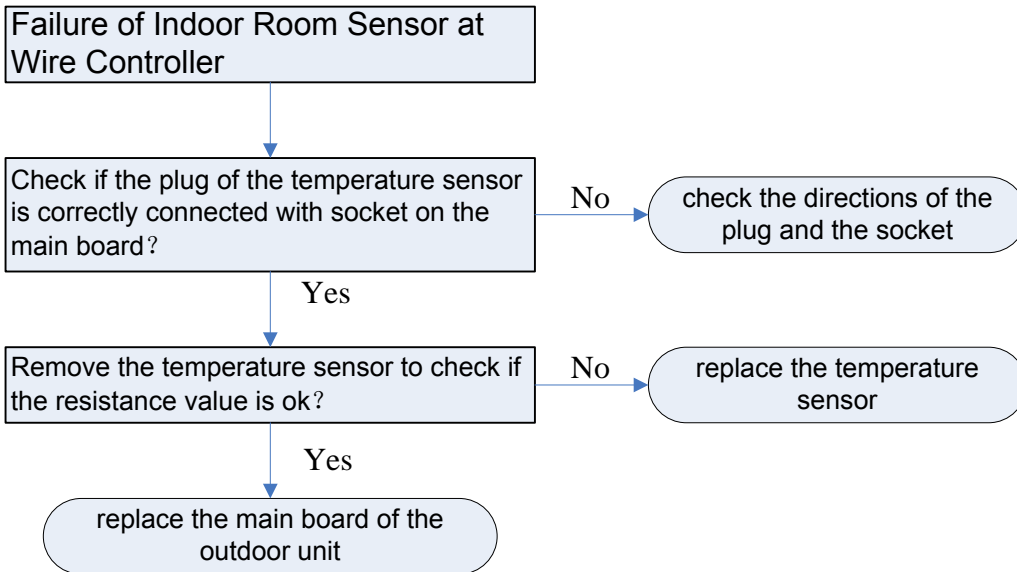 Failure of Indoor Room Sensor at
Wire Controller
Check if the plug of the temperature sensor
is correctly connected with socket on the
main board？
No
check the directions of the
plug and the socket
Yes
Remove the temperature sensor to check if
the resistance value is ok？
No
replace the temperature
sensor
Yes
replace the main board of the
outdoor unit